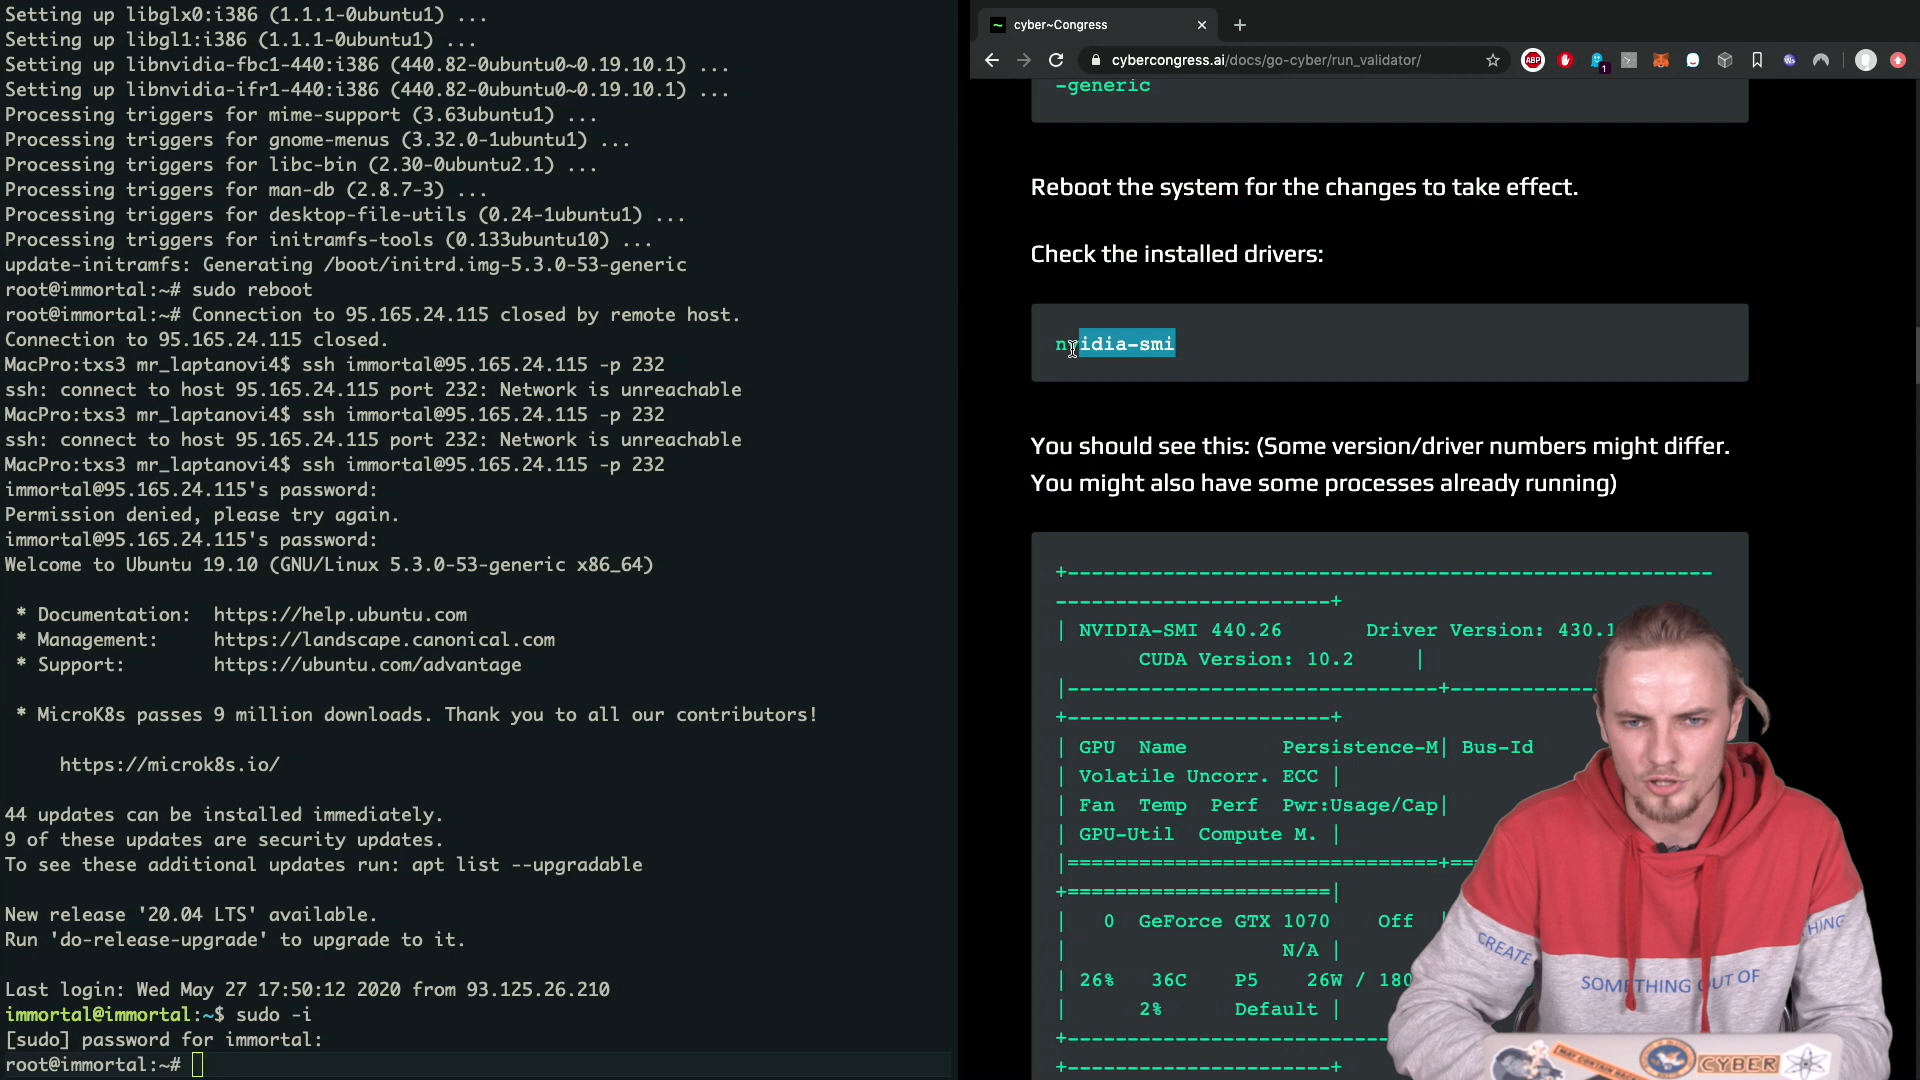 Setting up libglx0:i386 (1.1.1-0ubuntu1) ...
Setting up libgl1:i386 (1.1.1-0ubuntu1) ...
Setting up libnvidia-fbc1-440:i386 (440.82-0ubuntu0~0.19.10.1) ...
Setting up libnvidia-ifr1-440:i386 (440.82-0ubuntu0~0.19.10.1) ...
Processing triggers for mime-support (3.63ubuntu1) ...
Processing triggers for gnome-menus (3.32.0-1ubuntu1) ...
Processing triggers for libc-bin (2.30-0ubuntu2.1) ...
Processing triggers for man-db (2.8.7-3) ...
Processing triggers for desktop-file-utils (0.24-1ubuntu1) ...
Processing triggers for initramfs-tools (0.133ubuntu10) ...
update-initramfs: Generating /boot/initrd.img-5.3.0-53-generic
root@immortal:~# sudo reboot
root@immortal:~# Connection to 95.165.24.115 closed by remote host.
Connection to 95.165.24.115 closed.
MacPro:txs3 mr_laptanovi4$ ssh immortal@95.165.24.115 -p 232
ssh: connect to host 95.165.24.115 port 232: Network is unreachable
MacPro:txs3 mr_laptanovi4$ ssh immortal@95.165.24.115 -p 232
ssh: connect to host 95.165.24.115 port 232: Network is unreachable
MacPro:txs3 mr_laptanovi4$ ssh immortal@95.165.24.115 -p 232
immortal@95.165.24.115's password:
Permission denied, please try again.
immortal@95.165.24.115's password:
Welcome to Ubuntu 19.10 (GNU/Linux 5.3.0-53-generic x86_64)
* Documentation:  https://help.ubuntu.com
* Management:     https://landscape.canonical.com
* Support:        https://ubuntu.com/advantage
* MicroK8s passes 9 million downloads. Thank you to all our contributors!
https://microk8s.io/
44 updates can be installed immediately.
9 of these updates are security updates.
To see these additional updates run: apt list --upgradable
New release '20.04 LTS' available.
Run 'do-release-upgrade' to upgrade to it.
Last login: Wed May 27 17:50:12 2020 from 93.125.26.210
immortal@immortal:~$ sudo -i
[sudo] password for immortal:
root@immortal:~#
cyber~Congress
cybercongress.ai/docs/go-cyber/run_validator/
ABP
1
-generic
Reboot the system for the changes to take effect.
Check the installed drivers:
nvidia-smi
You should see this: (Some version/driver numbers might differ.
You might also have some processes already running)
+------------------------------------------------------
-----------------------+
| NVIDIA-SMI 440.26       Driver Version: 430.1
CUDA Version: 10.2     |
|-------------------------------+------------
+----------------------+
| GPU  Name        Persistence-M| Bus-Id
| Volatile Uncorr. ECC |
| Fan  Temp  Perf  Pwr:Usage/Cap|
| GPU-Util  Compute M. |
|===============================+==
+======================|
|   0  GeForce GTX 1070    Off
|                  N/A |
| 26%   36C    P5    26W / 180
|      2%      Default |
+---------------------------
+----------------------+
CREATE
SOMETHING OUT OF
CYBER